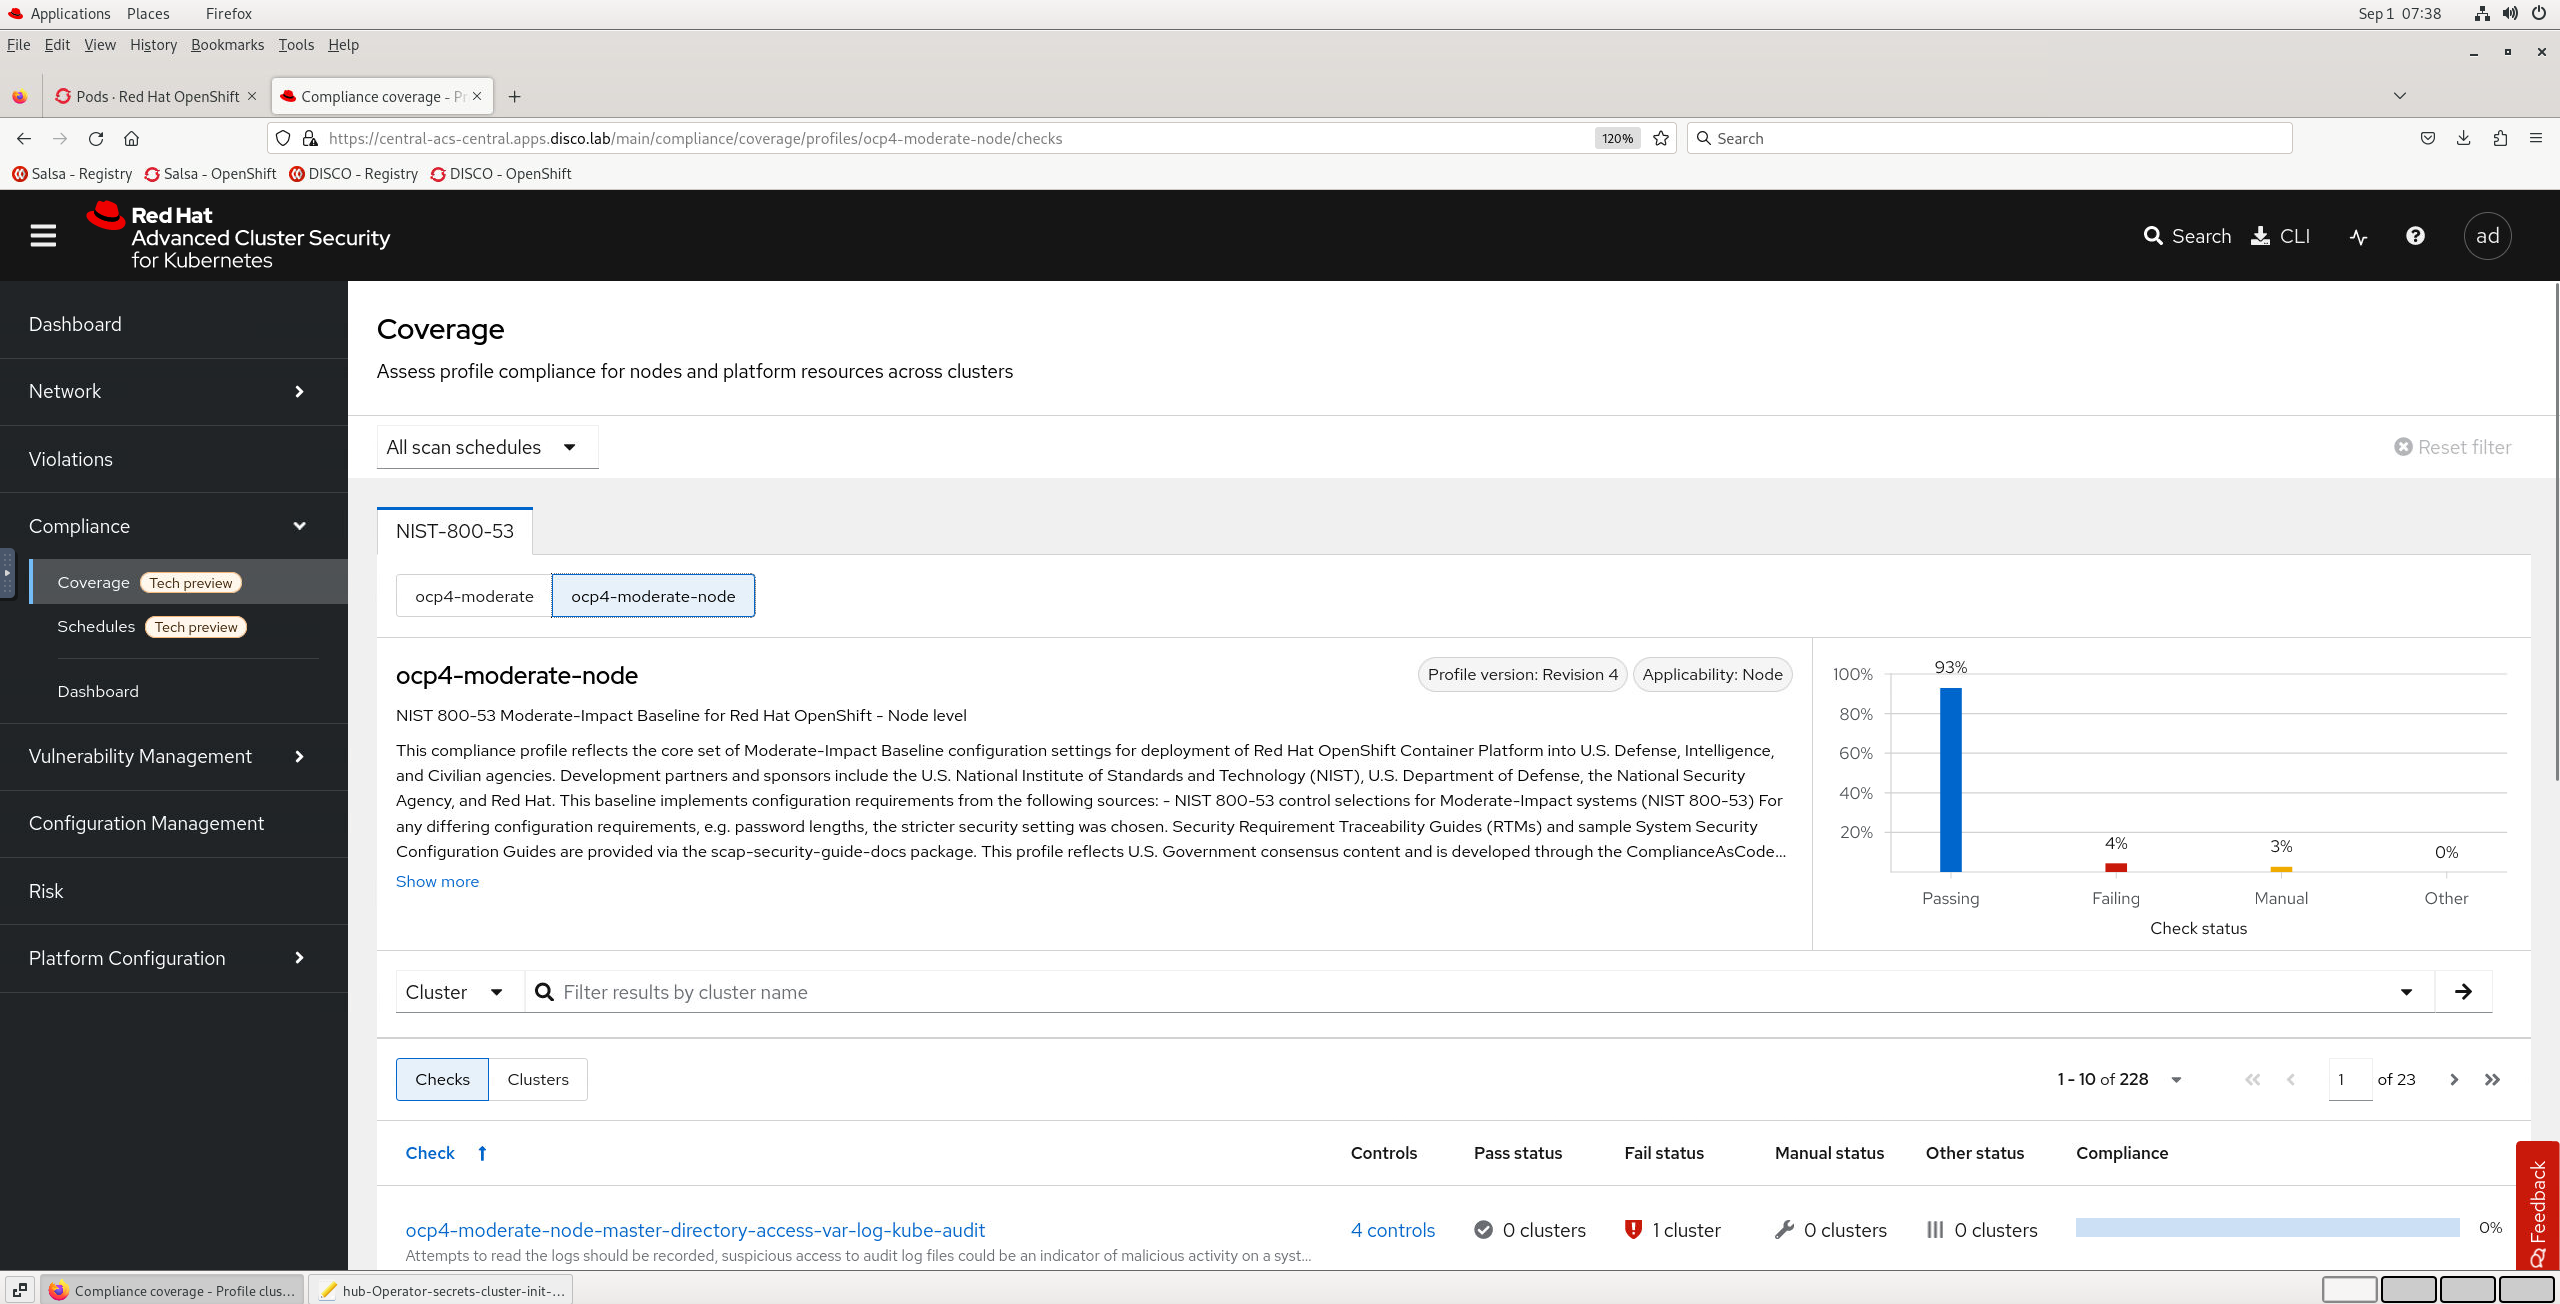 Applications Places Firefox Sep 1 07:38
File Edit View History Bookmarks Tools Help
Pods · Red Hat OpenShift Compliance coverage - Pr
https://central-acs-central.apps.disco.lab/main/compliance/coverage/profiles/ocp4-moderate-node/checks 120% Search
Salsa - Registry Salsa - OpenShift DISCO - Registry DISCO - OpenShift
Red Hat
Advanced Cluster Security
for Kubernetes
Search CLI ad
Dashboard
Network
Violations
Compliance
Coverage Tech preview
Schedules Tech preview
Dashboard
Vulnerability Management
Configuration Management
Risk
Platform Configuration
Coverage
Assess profile compliance for nodes and platform resources across clusters
All scan schedules Reset filter
NIST-800-53
ocp4-moderate ocp4-moderate-node
ocp4-moderate-node Profile version: Revision 4 Applicability: Node
NIST 800-53 Moderate-Impact Baseline for Red Hat OpenShift - Node level
This compliance profile reflects the core set of Moderate-Impact Baseline configuration settings for deployment of Red Hat OpenShift Container Platform into U.S. Defense, Intelligence,
and Civilian agencies. Development partners and sponsors include the U.S. National Institute of Standards and Technology (NIST), U.S. Department of Defense, the National Security
Agency, and Red Hat. This baseline implements configuration requirements from the following sources: - NIST 800-53 control selections for Moderate-Impact systems (NIST 800-53) For
any differing configuration requirements, e.g. password lengths, the stricter security setting was chosen. Security Requirement Traceability Guides (RTMs) and sample System Security
Configuration Guides are provided via the scap-security-guide-docs package. This profile reflects U.S. Government consensus content and is developed through the ComplianceAsCode...
Show more
100%
80%
60%
40%
20%
93%
4%
3%
0%
Passing Failing Manual Other
Check status
Cluster Filter results by cluster name
Checks Clusters 1 - 10 of 228 1 of 23
Check Controls Pass status Fail status Manual status Other status Compliance
ocp4-moderate-node-master-directory-access-var-log-kube-audit 4 controls 0 clusters 1 cluster 0 clusters 0 clusters 0%
Attempts to read the logs should be recorded, suspicious access to audit log files could be an indicator of malicious activity on a syst...
Feedback
Compliance coverage - Profile clus... hub-Operator-secrets-cluster-init-...